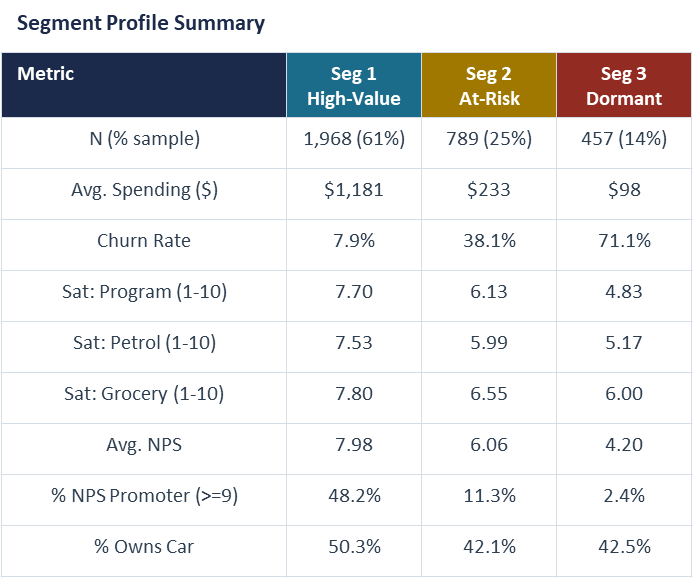 Segment Profile Summary
Metric Seg 1 High-Value Seg 2 At-Risk Seg 3 Dormant
N (% sample) 1,968 (61%) 789 (25%) 457 (14%)
Avg. Spending ($) $1,181 $233 $98
Churn Rate 7.9% 38.1% 71.1%
Sat: Program (1-10) 7.70 6.13 4.83
Sat: Petrol (1-10) 7.53 5.99 5.17
Sat: Grocery (1-10) 7.80 6.55 6.00
Avg. NPS 7.98 6.06 4.20
% NPS Promoter (>=9) 48.2% 11.3% 2.4%
% Owns Car 50.3% 42.1% 42.5%